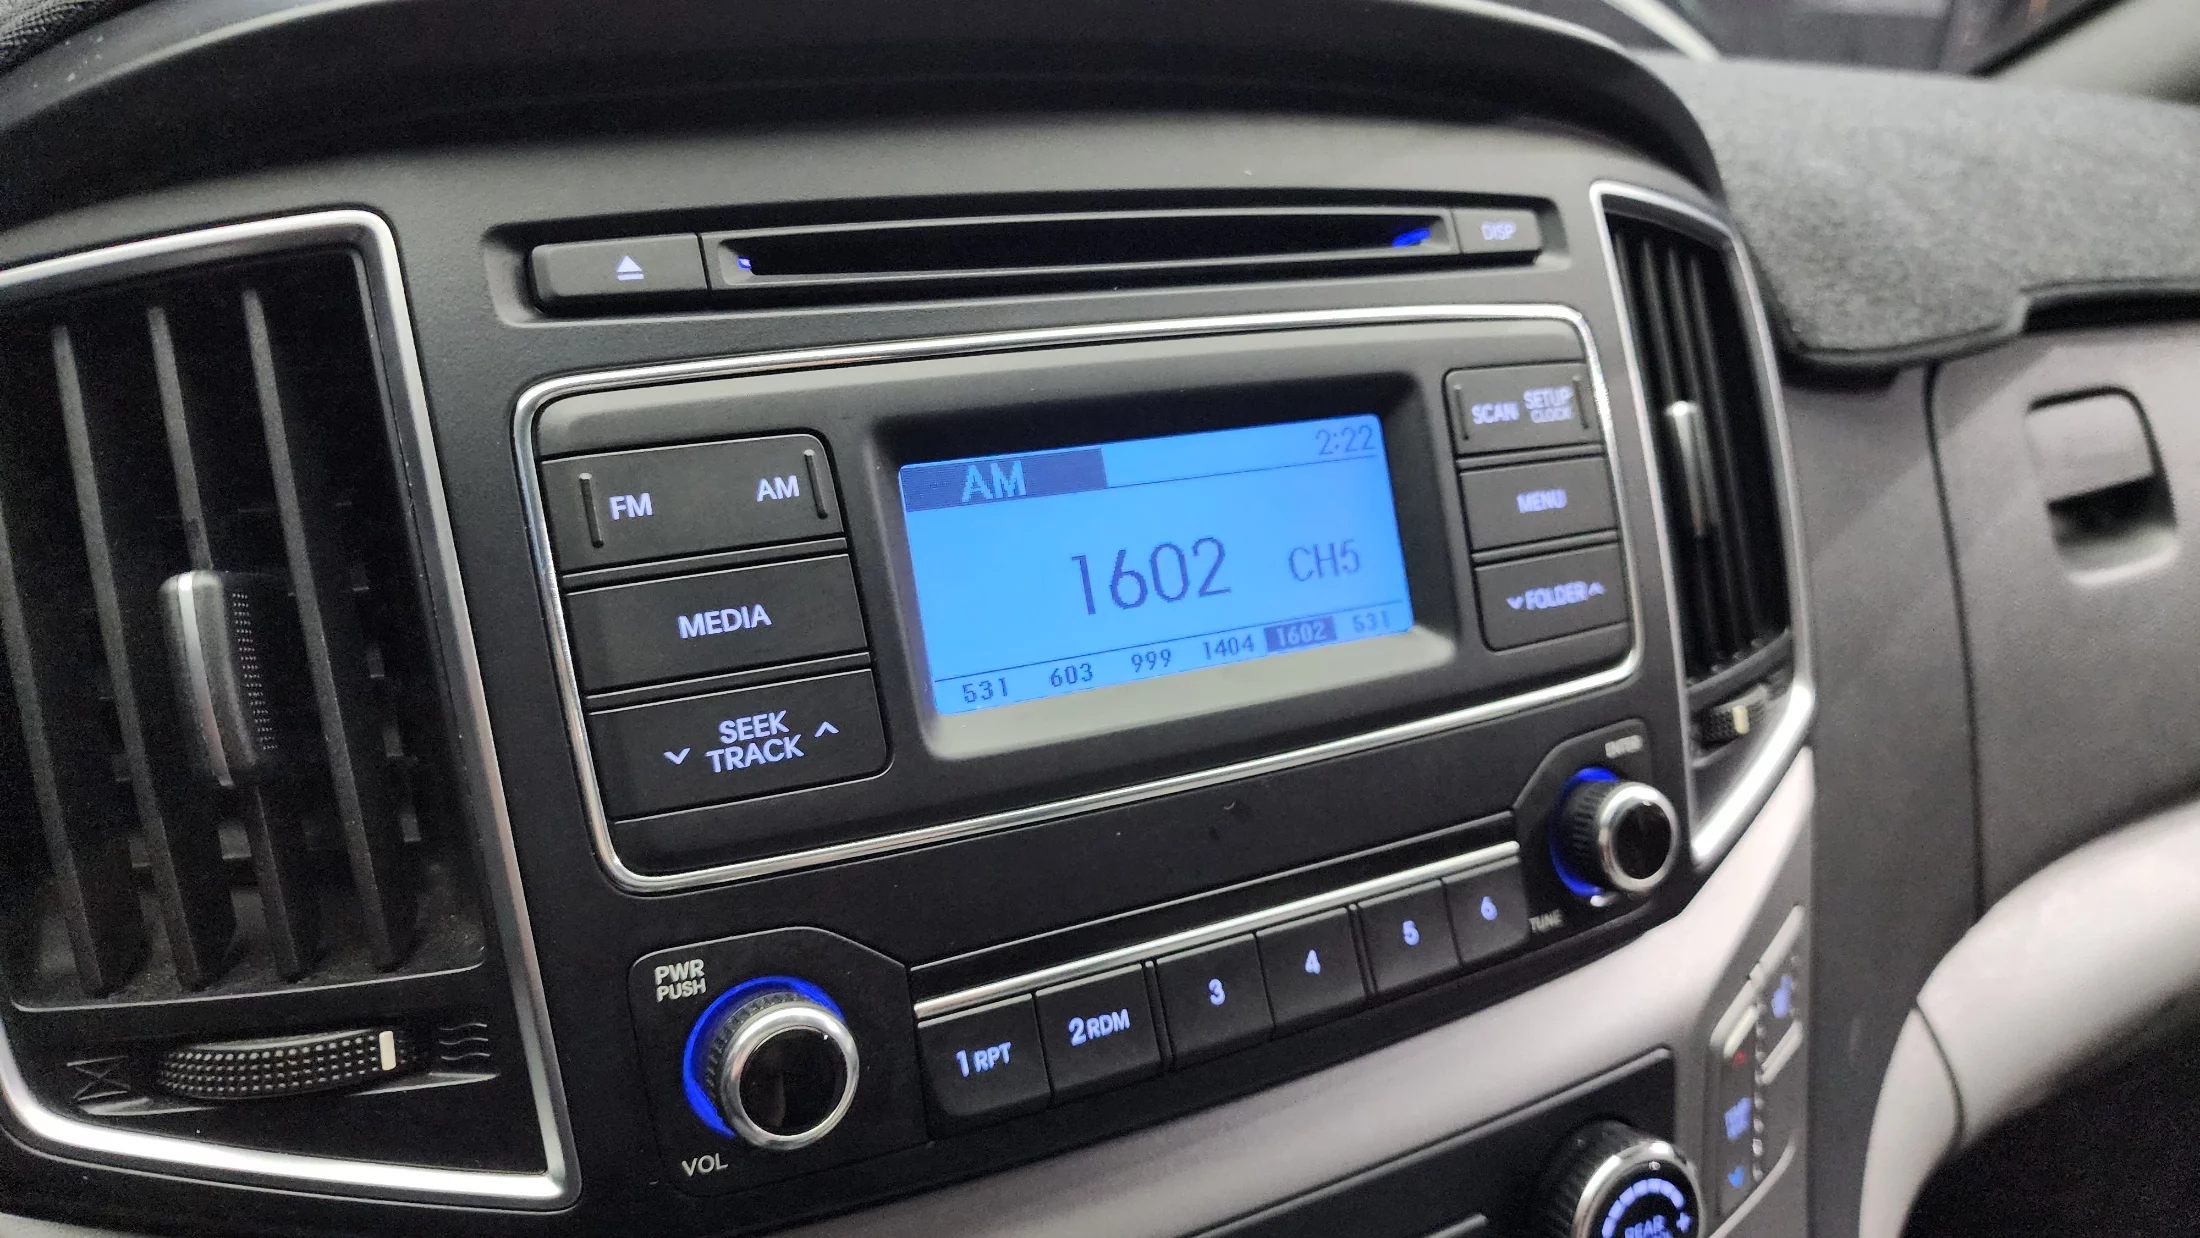 DISP
FM AM
MEDIA
SEEK
TRACK
AM 2:22
1602 CH5
531 603 999 1404 1602 531
SCAN SETUP
CLOCK
MENU
FOLDER
ENTER
TUNE
PWR
PUSH
VOL
1 RPT
2 RDM
3
4
5
6
REAR